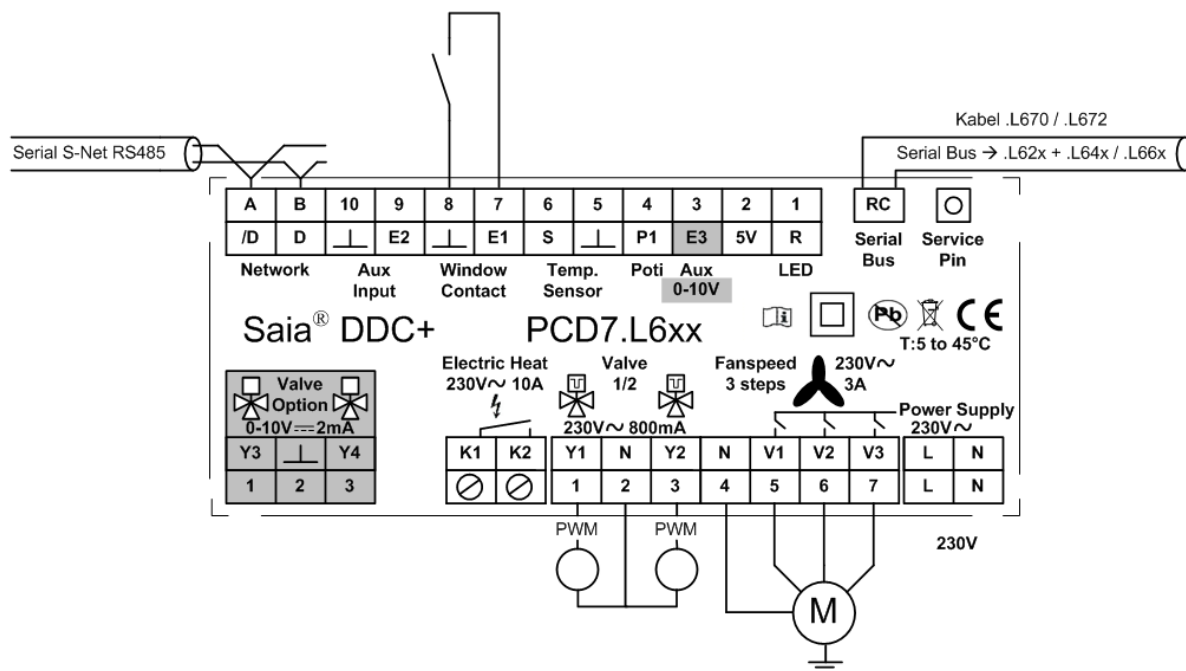 Kabel .L670 / .L672
Serial S-Net RS485
Serial Bus → .L62x + .L64x / .L66x
A B 10 9 8 7 6 5 4 3 2 1 RC
/D D ⊥ E2 ⊥ E1 S ⊥ P1 E3 5V R
Network
Aux
Input
Window
Contact
Temp.
Sensor
Poti
Aux
0-10V
LED
Serial
Bus
Service
Pin
Saia® DDC+
PCD7.L6xx
i
Pb
CE
T:5 to 45°C
Valve
Option
0-10V⎓2mA
Electric Heat
230V~ 10A
Valve
1/2
230V~ 800mA
Fanspeed
3 steps
230V~
3A
Power Supply
230V~
Y3 ⊥ Y4
1 2 3
K1 K2
Y1 N Y2 N V1 V2 V3
1 2 3 4 5 6 7
L N
L N
PWM
PWM
230V
M